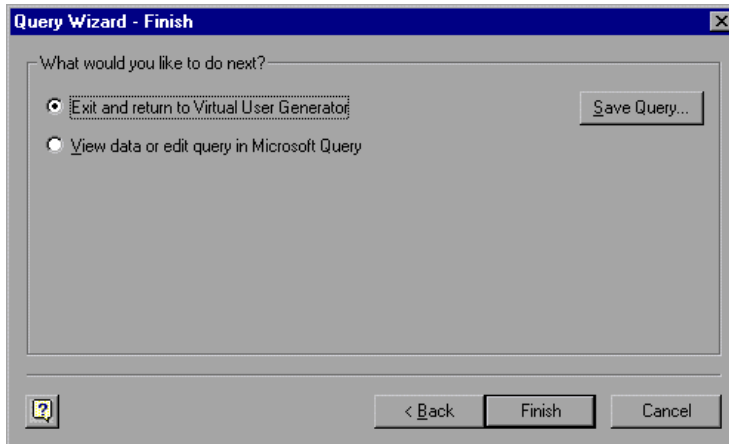 Query Wizard - Finish
What would you like to do next?
Exit and return to Virtual User Generator
Save Query...
View data or edit query in Microsoft Query
?
< Back
Finish
Cancel